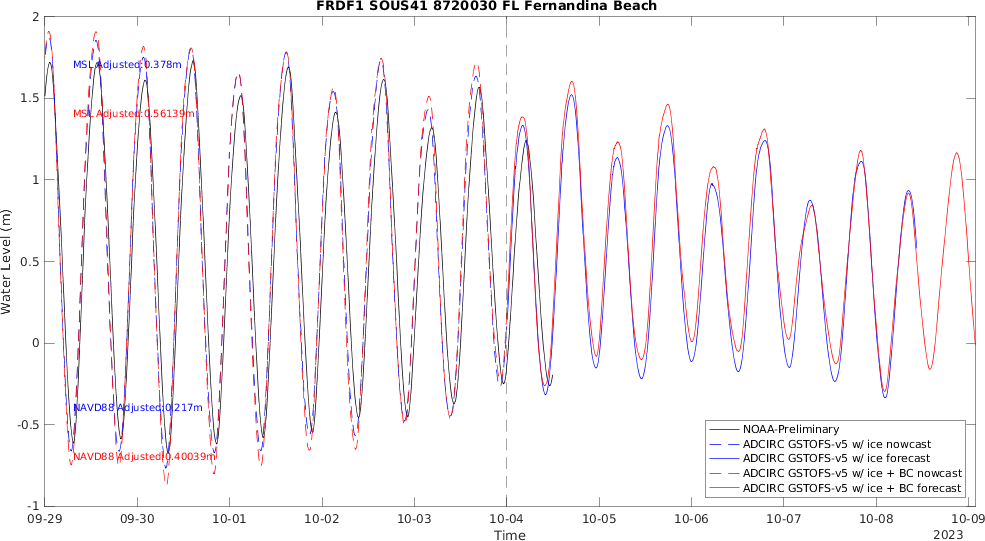 FRDF1 SOUS41 8720030 FL Fernandina Beach
2
1.5
1
0.5
0
-0.5
-1
Water Level (m)
MSL Adjusted:0.378m
MSL Adjusted:0.56139m
NAVD88 Adjusted:0.217m
NAVD88 Adjusted:0.40039m
NOAA-Preliminary
ADCIRC GSTOFS-v5 w/ ice nowcast
ADCIRC GSTOFS-v5 w/ ice forecast
ADCIRC GSTOFS-v5 w/ ice + BC nowcast
ADCIRC GSTOFS-v5 w/ ice + BC forecast
09-29 09-30 10-01 10-02 10-03 10-04 10-05 10-06 10-07 10-08 10-09
Time
2023